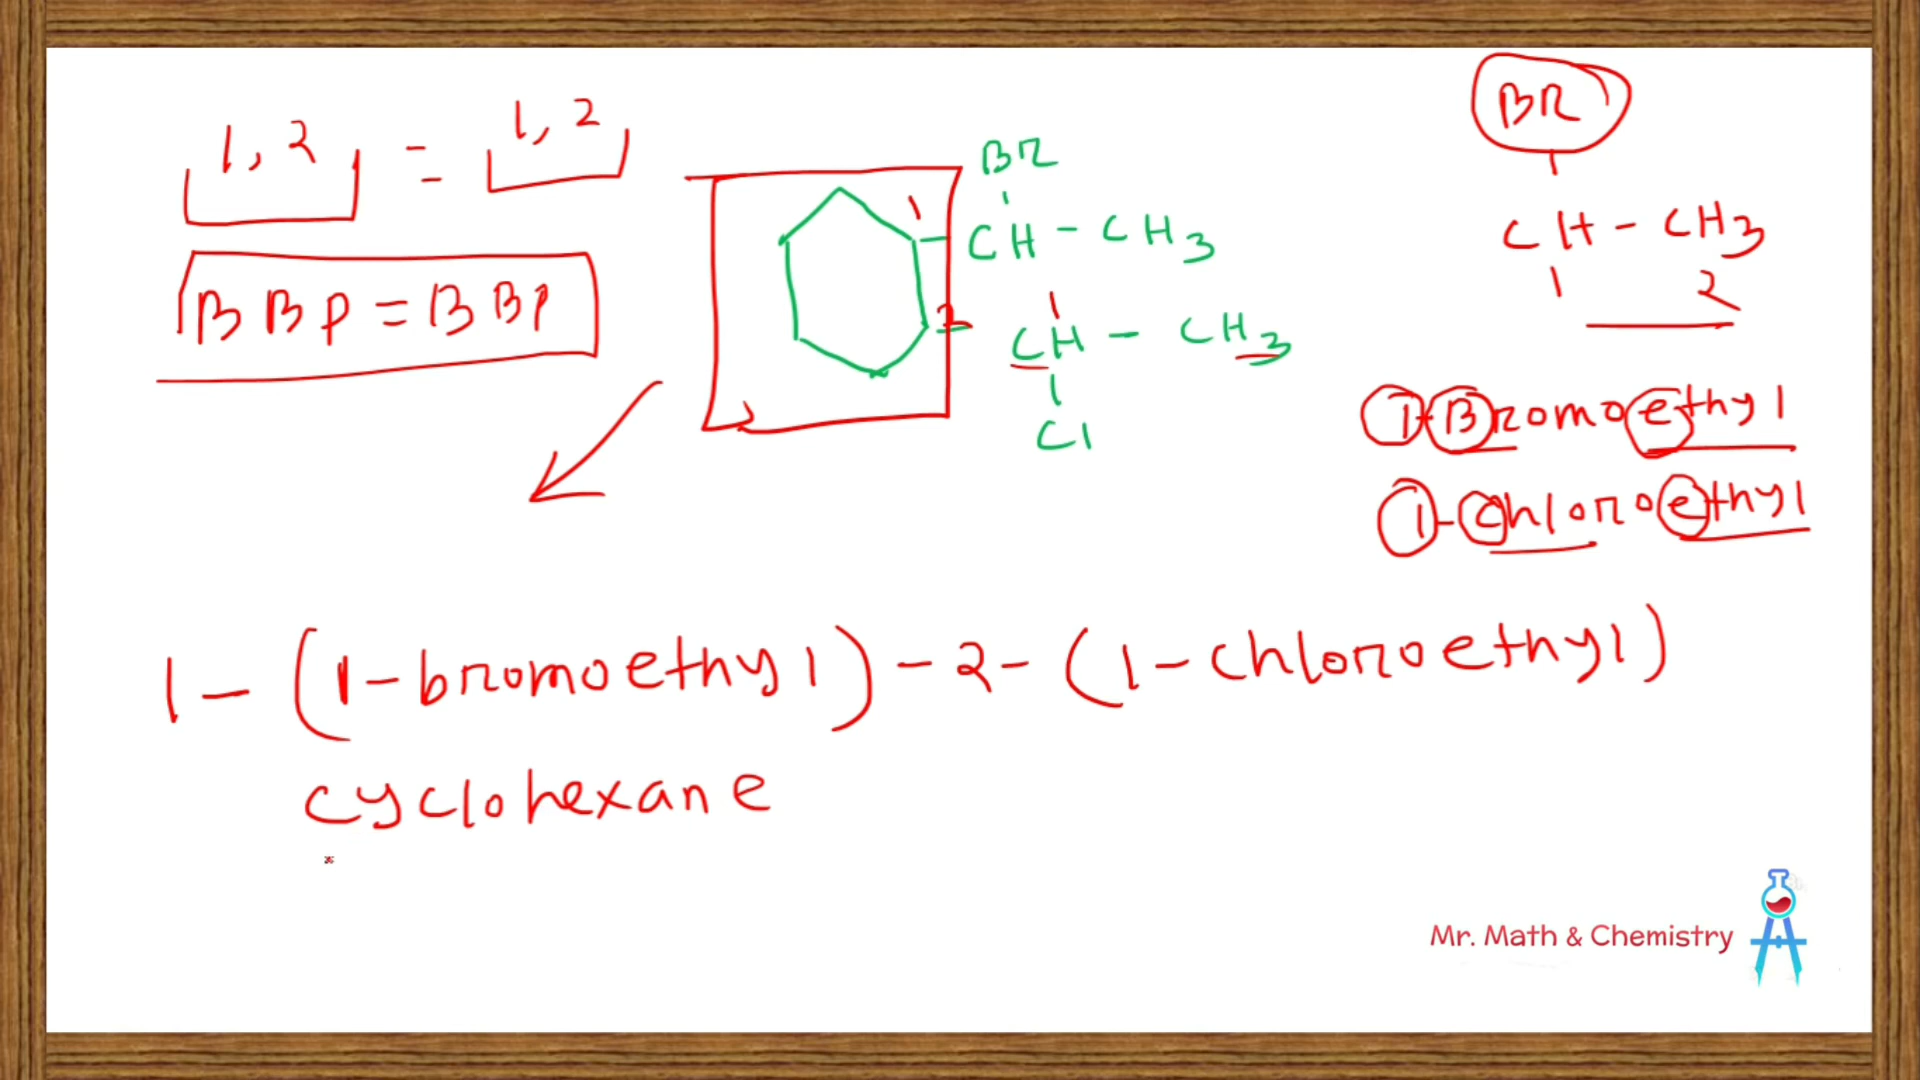 1, 2 = 1, 2
BBP = BBP
1
BR
CH - CH3
2
1
CH - CH3
Cl
BR
CH - CH3
1 2
1-Bromoethyl
1-Chloroethyl
1-(1-bromoethyl)-2-(1-chloroethyl)
cyclohexane
Mr. Math & Chemistry